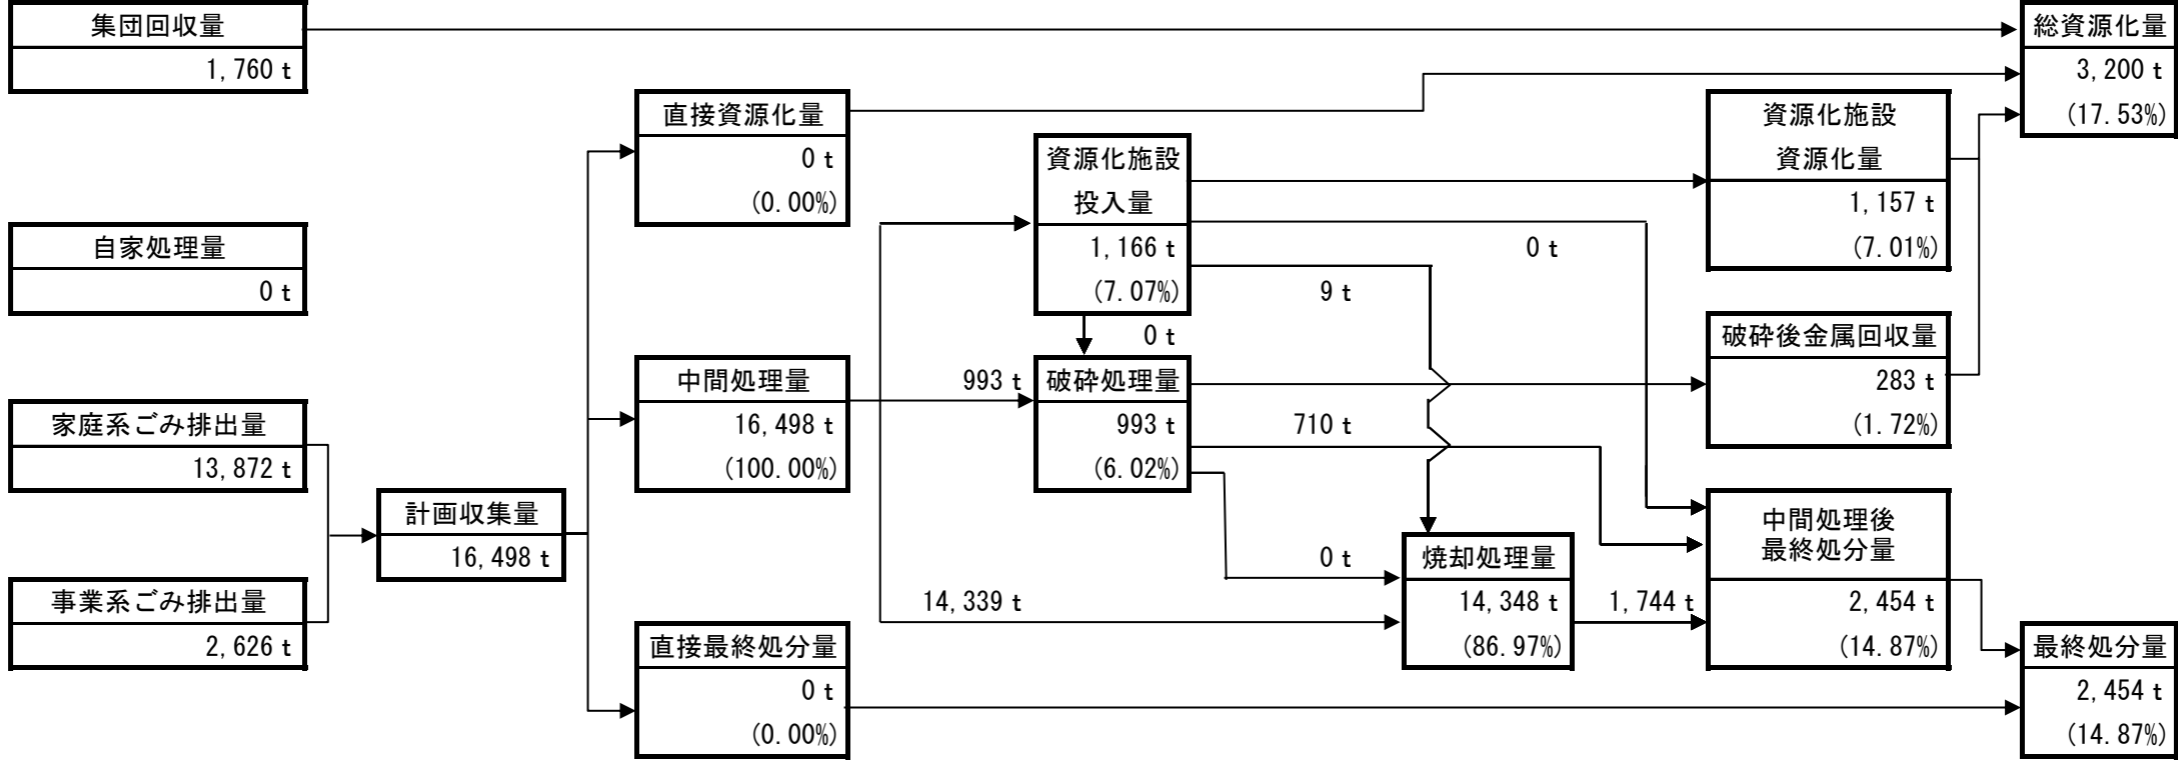 集団回収量
1,760 t
自家処理量
0 t
家庭系ごみ排出量
13,872 t
事業系ごみ排出量
2,626 t
計画収集量
16,498 t
直接資源化量
0 t
(0.00%)
中間処理量
16,498 t
(100.00%)
直接最終処分量
0 t
(0.00%)
993 t
14,339 t
資源化施設
投入量
1,166 t
(7.07%)
0 t
破砕処理量
993 t
(6.02%)
0 t
9 t
710 t
0 t
焼却処理量
14,348 t
(86.97%)
1,744 t
資源化施設
資源化量
1,157 t
(7.01%)
破砕後金属回収量
283 t
(1.72%)
中間処理後
最終処分量
2,454 t
(14.87%)
総資源化量
3,200 t
(17.53%)
最終処分量
2,454 t
(14.87%)